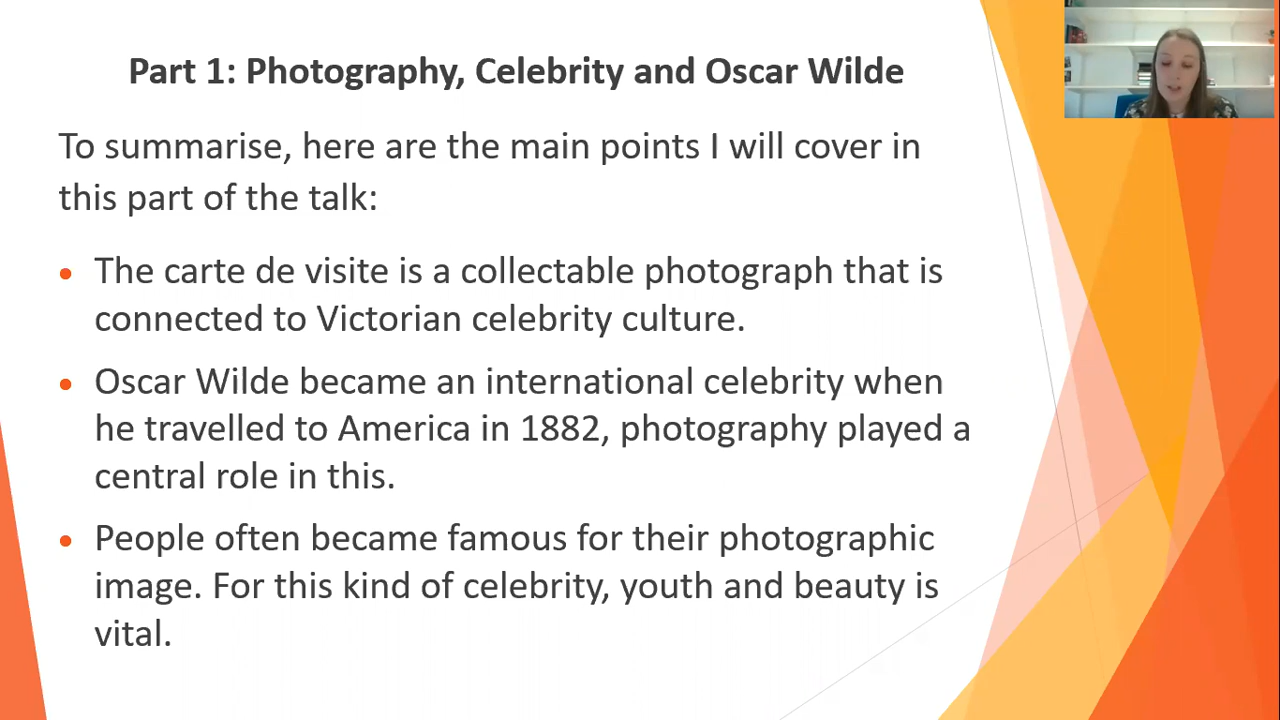 Part 1: Photography, Celebrity and Oscar Wilde
To summarise, here are the main points I will cover in
this part of the talk:
• The carte de visite is a collectable photograph that is
connected to Victorian celebrity culture.
• Oscar Wilde became an international celebrity when
he travelled to America in 1882, photography played a
central role in this.
• People often became famous for their photographic
image. For this kind of celebrity, youth and beauty is
vital.